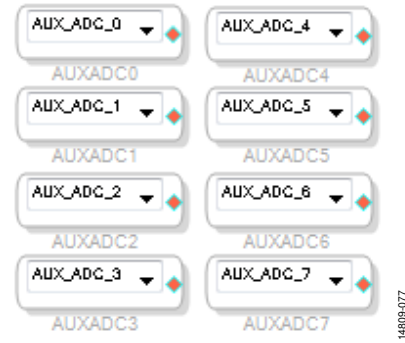 AUX_ADC_0
AUXADC0
AUX_ADC_1
AUXADC1
AUX_ADC_2
AUXADC2
AUX_ADC_3
AUXADC3
AUX_ADC_4
AUXADC4
AUX_ADC_5
AUXADC5
AUX_ADC_6
AUXADC6
AUX_ADC_7
AUXADC7
14809-077